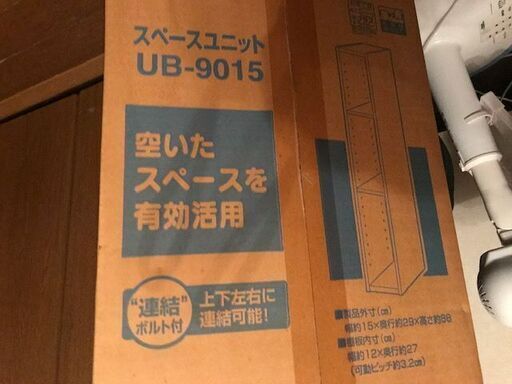 スペースユニット
UB-9015
空いた
スペースを
有効活用
"連結"
ボルト付
上下左右に
連結可能!
■製品外寸(㎝)
幅約15×奥行約29×高さ約88
■棚板内寸(㎝)
幅約12×奥行約27
(可動ピッチ約3.2㎝)